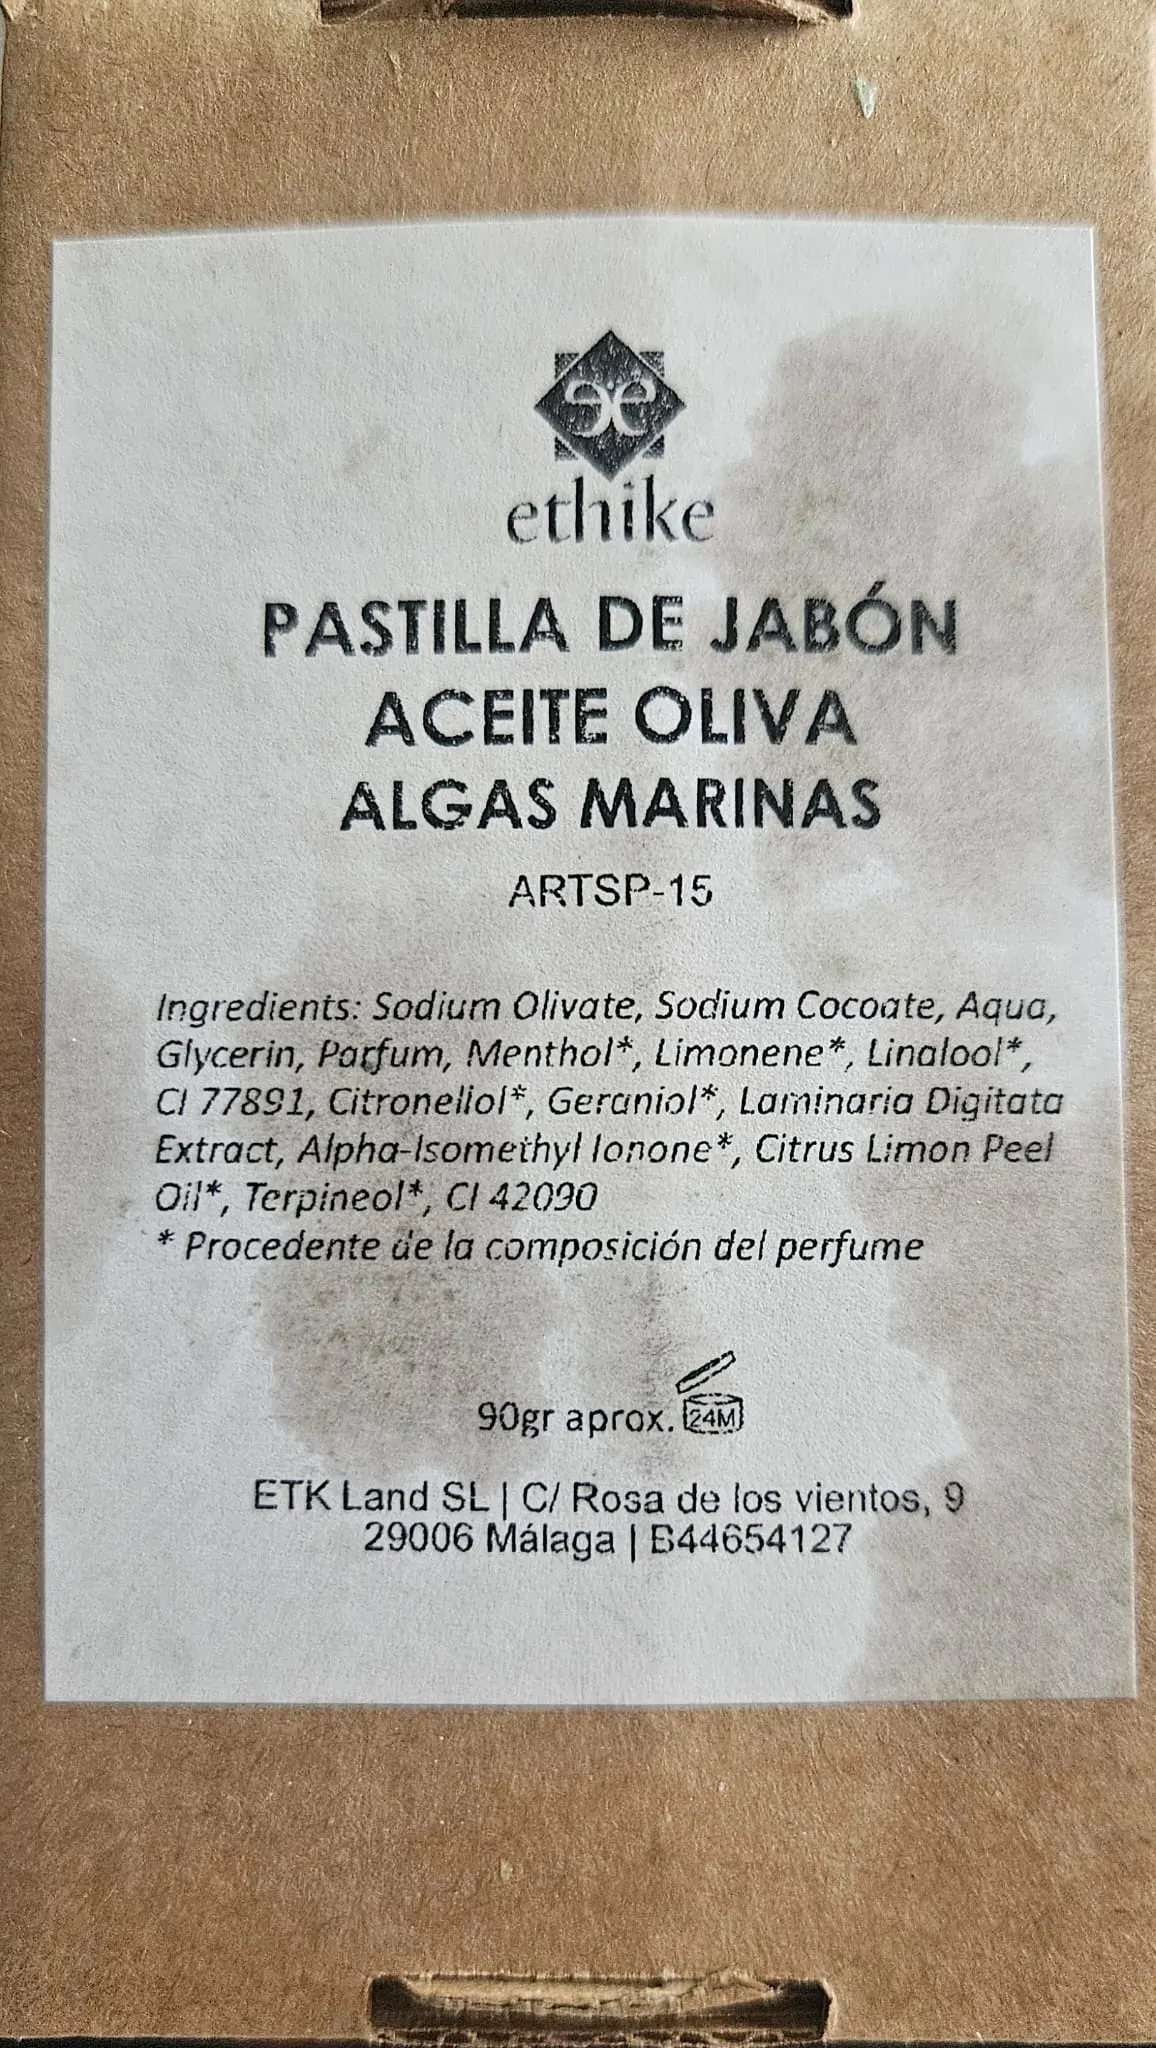 ethike
PASTILLA DE JABÓN
ACEITE OLIVA
ALGAS MARINAS
ARTSP-15
Ingredients: Sodium Olivate, Sodium Cocoate, Aqua,
Glycerin, Parfum, Menthol*, Limonene*, Linalool*,
CI 77891, Citronellol*, Geraniol*, Laminaria Digitata
Extract, Alpha-Isomethyl Ionone*, Citrus Limon Peel
Oil*, Terpineol*, CI 42090
* Procedente de la composición del perfume
90gr aprox. 24M
ETK Land SL | C/ Rosa de los vientos, 9
29006 Málaga | B44654127